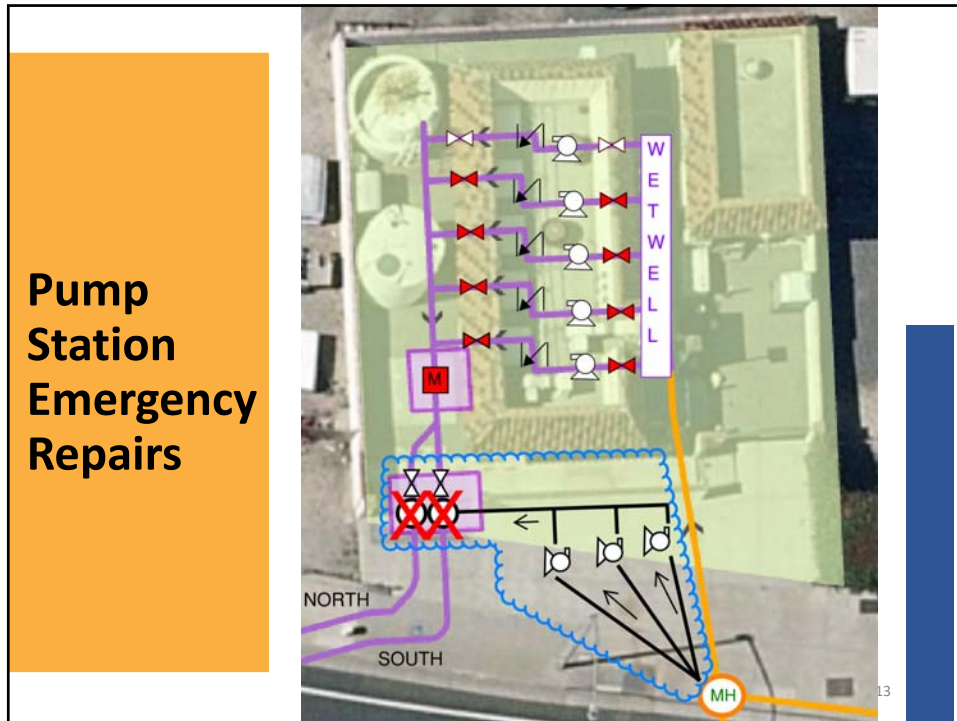 Pump
Station
Emergency
Repairs
W
E
T
W
E
L
L
M
NORTH
SOUTH
MH
13